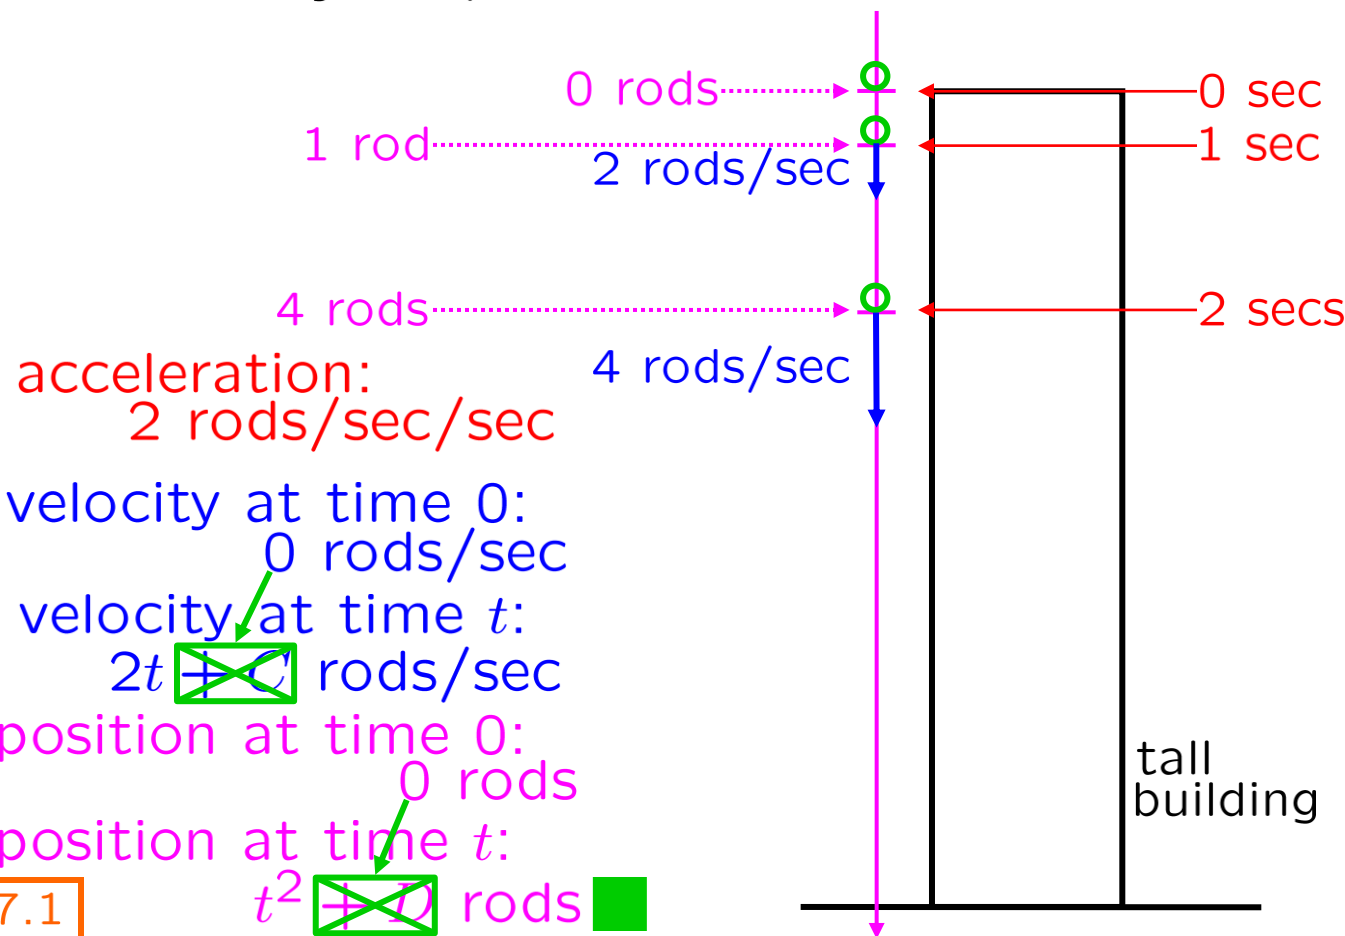 0 rods
0 sec
1 rod
1 sec
2 rods/sec
4 rods
2 secs
4 rods/sec
acceleration:
2 rods/sec/sec
velocity at time 0:
0 rods/sec
velocity at time t:
2t + C rods/sec
position at time 0:
0 rods
position at time t:
t² + D rods
tall
building
7.1